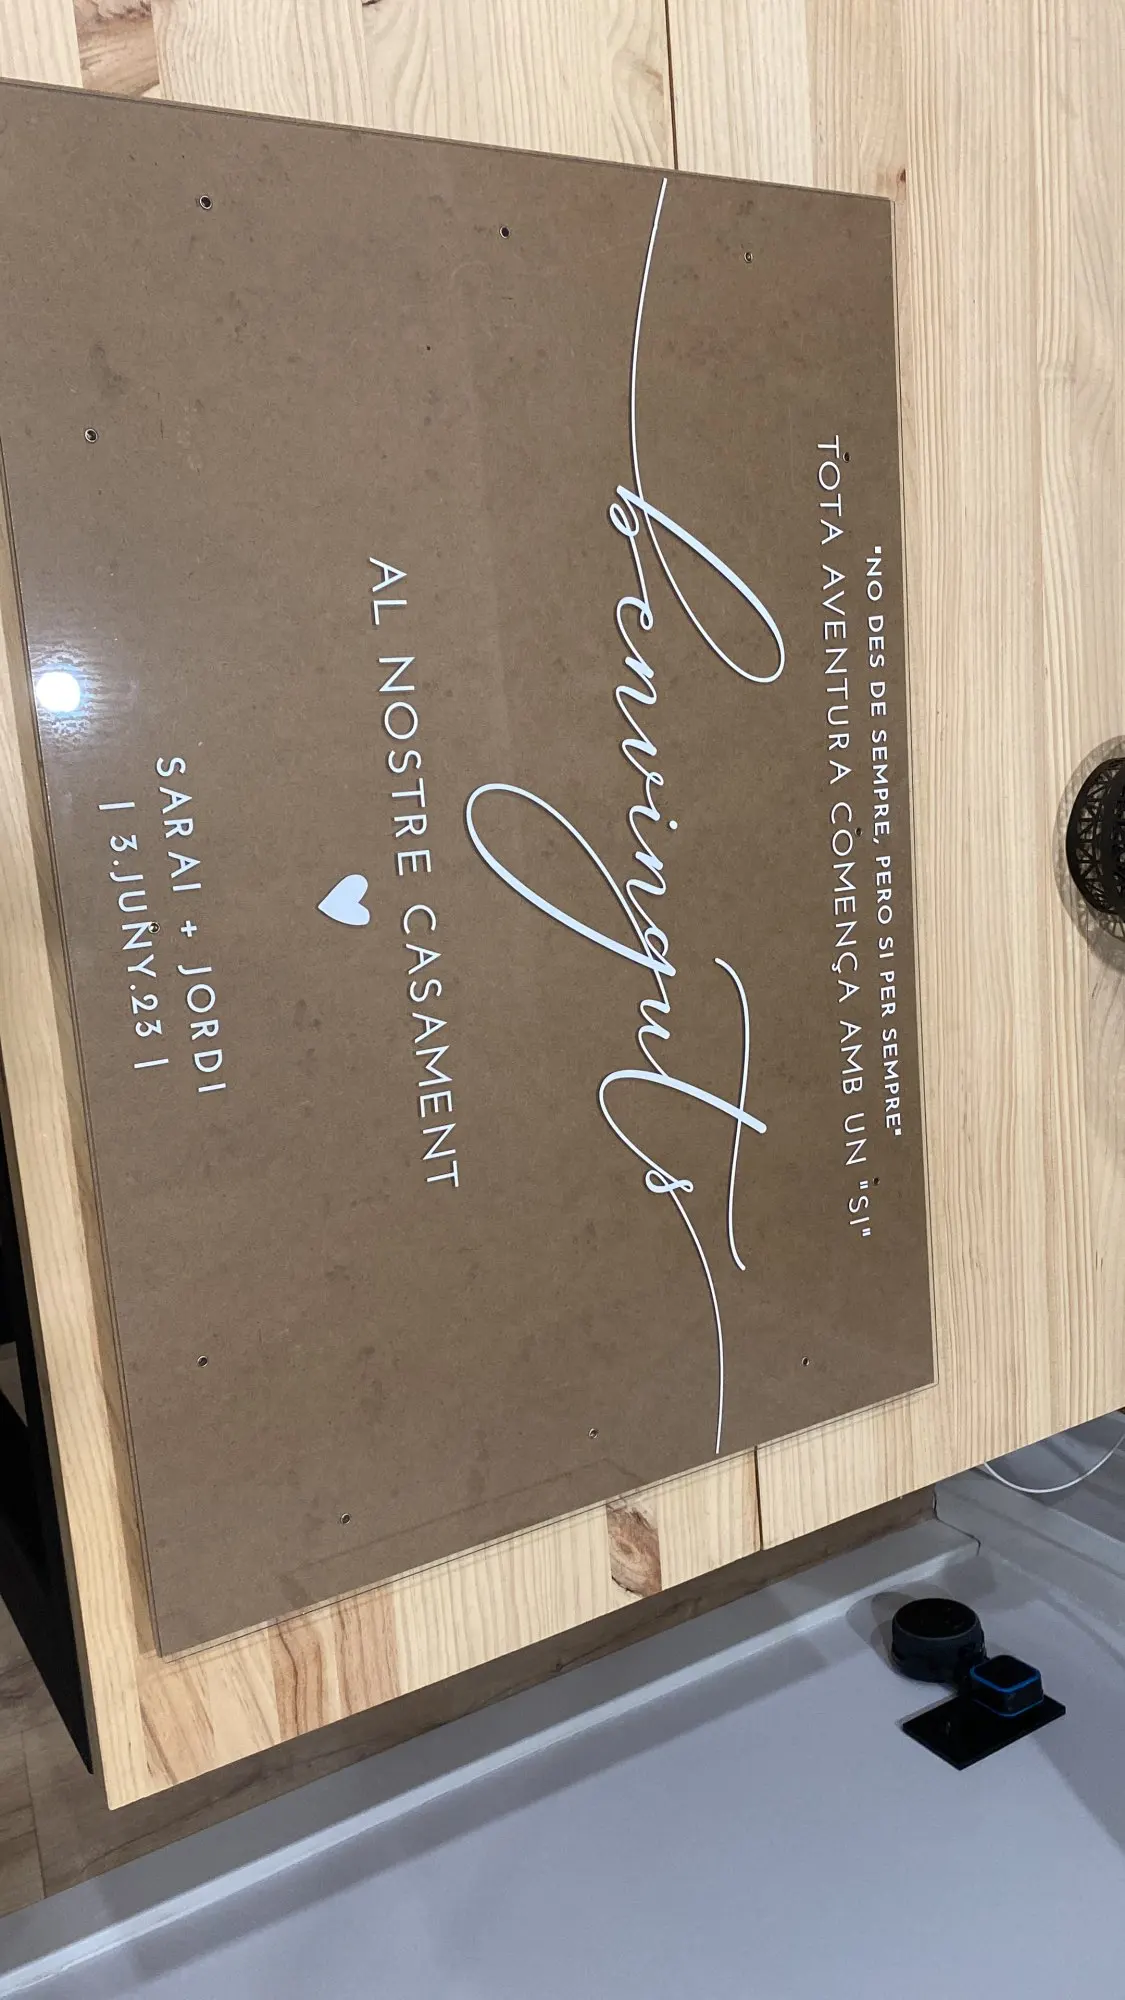 "NO DES DE SEMPRE, PERO SI PER SEMPRE"
TOTA AVENTURA COMENÇA AMB UN "SI"
benvinguts
AL NOSTRE CASAMENT
SARAI + JORDI
| 3.JUNY.23 |